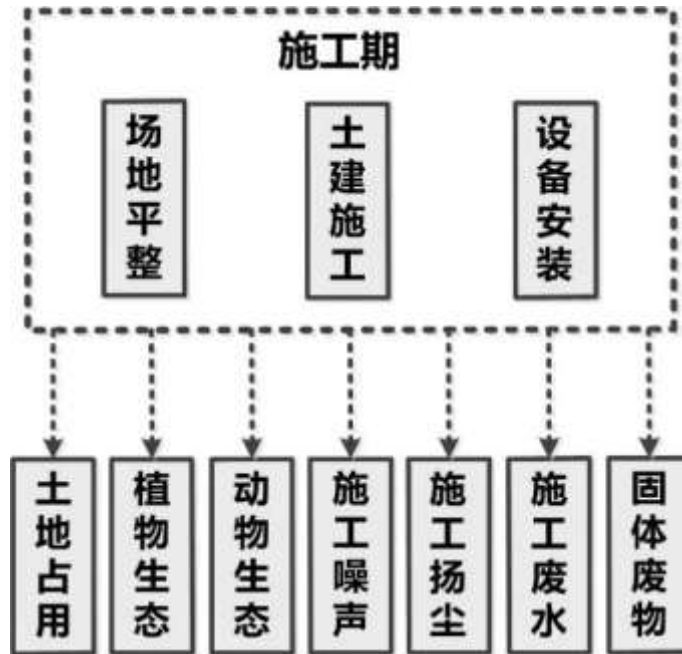 施工期
场地平整
土建施工
设备安装
土地占用
植物生态
动物生态
施工噪声
施工扬尘
施工废水
固体废物